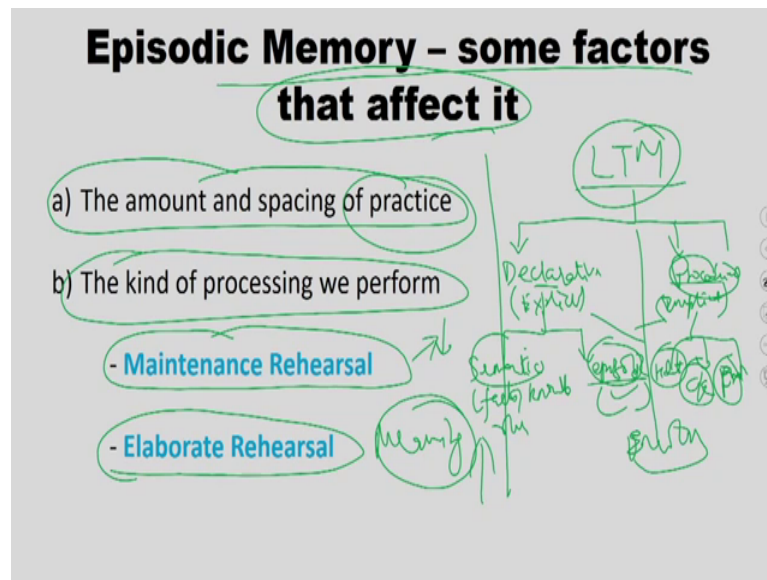 Episodic Memory – some factors
that affect it
LTM
a) The amount and spacing of practice
b) The kind of processing we perform
Declarative
(Explicit)
- Maintenance Rehearsal
Semantic
(facts)
- Elaborate Rehearsal